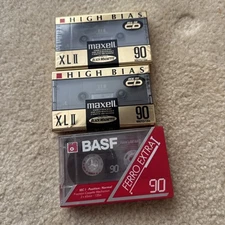 HIGH BIAS
maxell
XLII 90
HIGH BIAS
maxell
XLII 90
BASF
FERRO EXTRA I
90